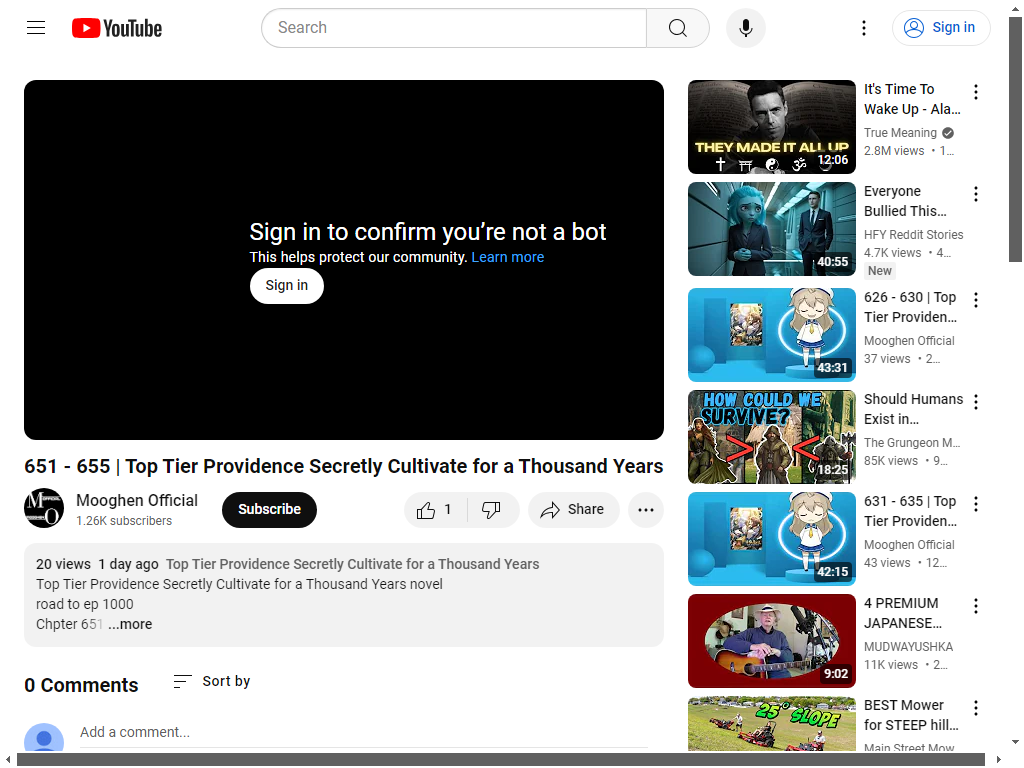 YouTube
Search
Sign in
Sign in to confirm you’re not a bot
This helps protect our community. Learn more
Sign in
651 - 655 | Top Tier Providence Secretly Cultivate for a Thousand Years
Mooghen Official
1.26K subscribers
Subscribe
1
Share
20 views 1 day ago Top Tier Providence Secretly Cultivate for a Thousand Years
Top Tier Providence Secretly Cultivate for a Thousand Years novel
road to ep 1000
Chpter 651 ...more
0 Comments
Sort by
Add a comment...
THEY MADE IT ALL UP
12:06
It's Time To
Wake Up - Ala...
True Meaning
2.8M views • 1...
40:55
Everyone
Bullied This...
HFY Reddit Stories
4.7K views • 4...
New
43:31
626 - 630 | Top
Tier Providen...
Mooghen Official
37 views • 2...
HOW COULD WE
SURVIVE?
18:25
Should Humans
Exist in...
The Grungeon M...
85K views • 9...
42:15
631 - 635 | Top
Tier Providen...
Mooghen Official
43 views • 12...
9:02
4 PREMIUM
JAPANESE...
MUDWAYUSHKA
11K views • 2...
25° SLOPE
BEST Mower
for STEEP hill...
Main Street Mow...